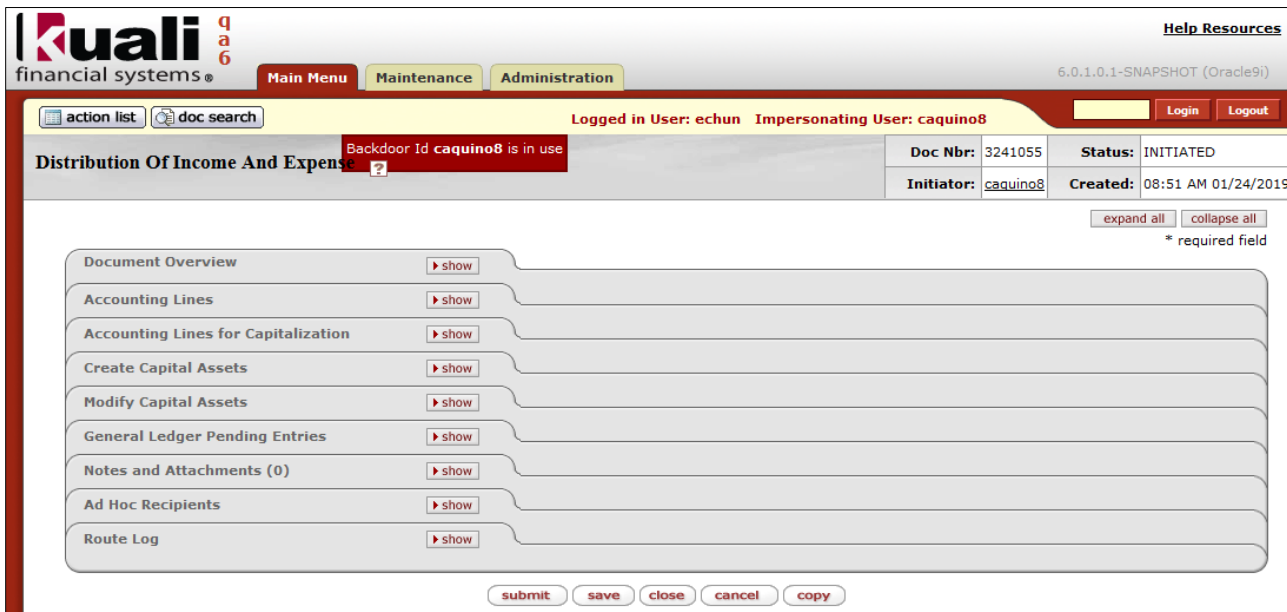 kuali
financial systems ®
qa6
Help Resources
Main Menu
Maintenance
Administration
6.0.1.0.1-SNAPSHOT (Oracle9i)
action list
doc search
Logged in User: echun Impersonating User: caquino8
Login
Logout
Backdoor Id caquino8 is in use
Distribution Of Income And Expense
?
Doc Nbr: 3241055 Status: INITIATED
Initiator: caquino8 Created: 08:51 AM 01/24/2019
expand all collapse all
* required field
Document Overview show
Accounting Lines show
Accounting Lines for Capitalization show
Create Capital Assets show
Modify Capital Assets show
General Ledger Pending Entries show
Notes and Attachments (0) show
Ad Hoc Recipients show
Route Log show
submit save close cancel copy